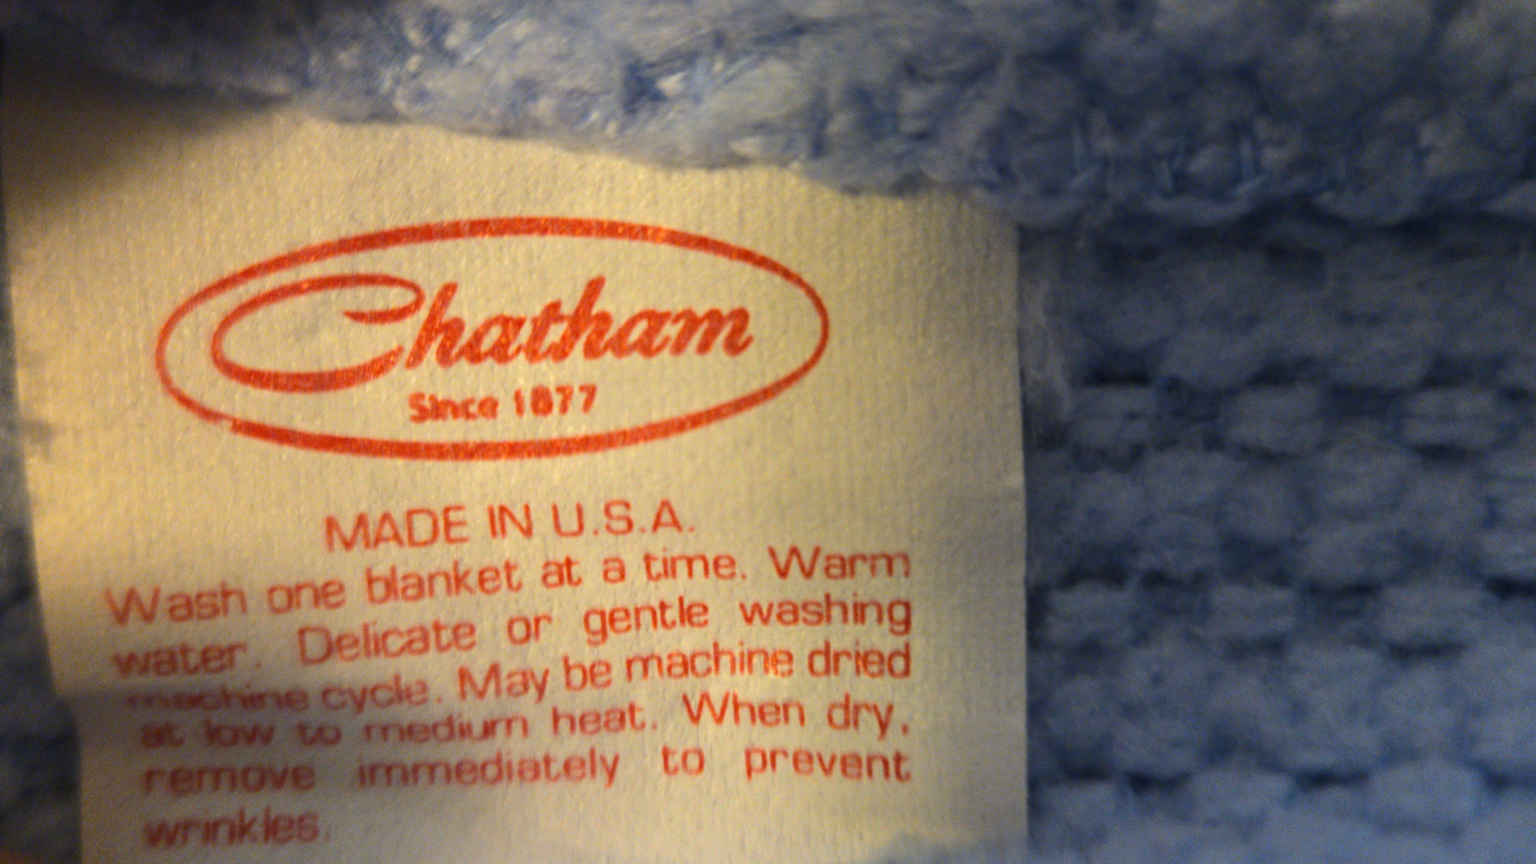 Chatham
Since 1877
MADE IN U.S.A.
Wash one blanket at a time. Warm
water. Delicate or gentle washing
machine cycle. May be machine dried
at low to medium heat. When dry,
remove immediately to prevent
wrinkles.